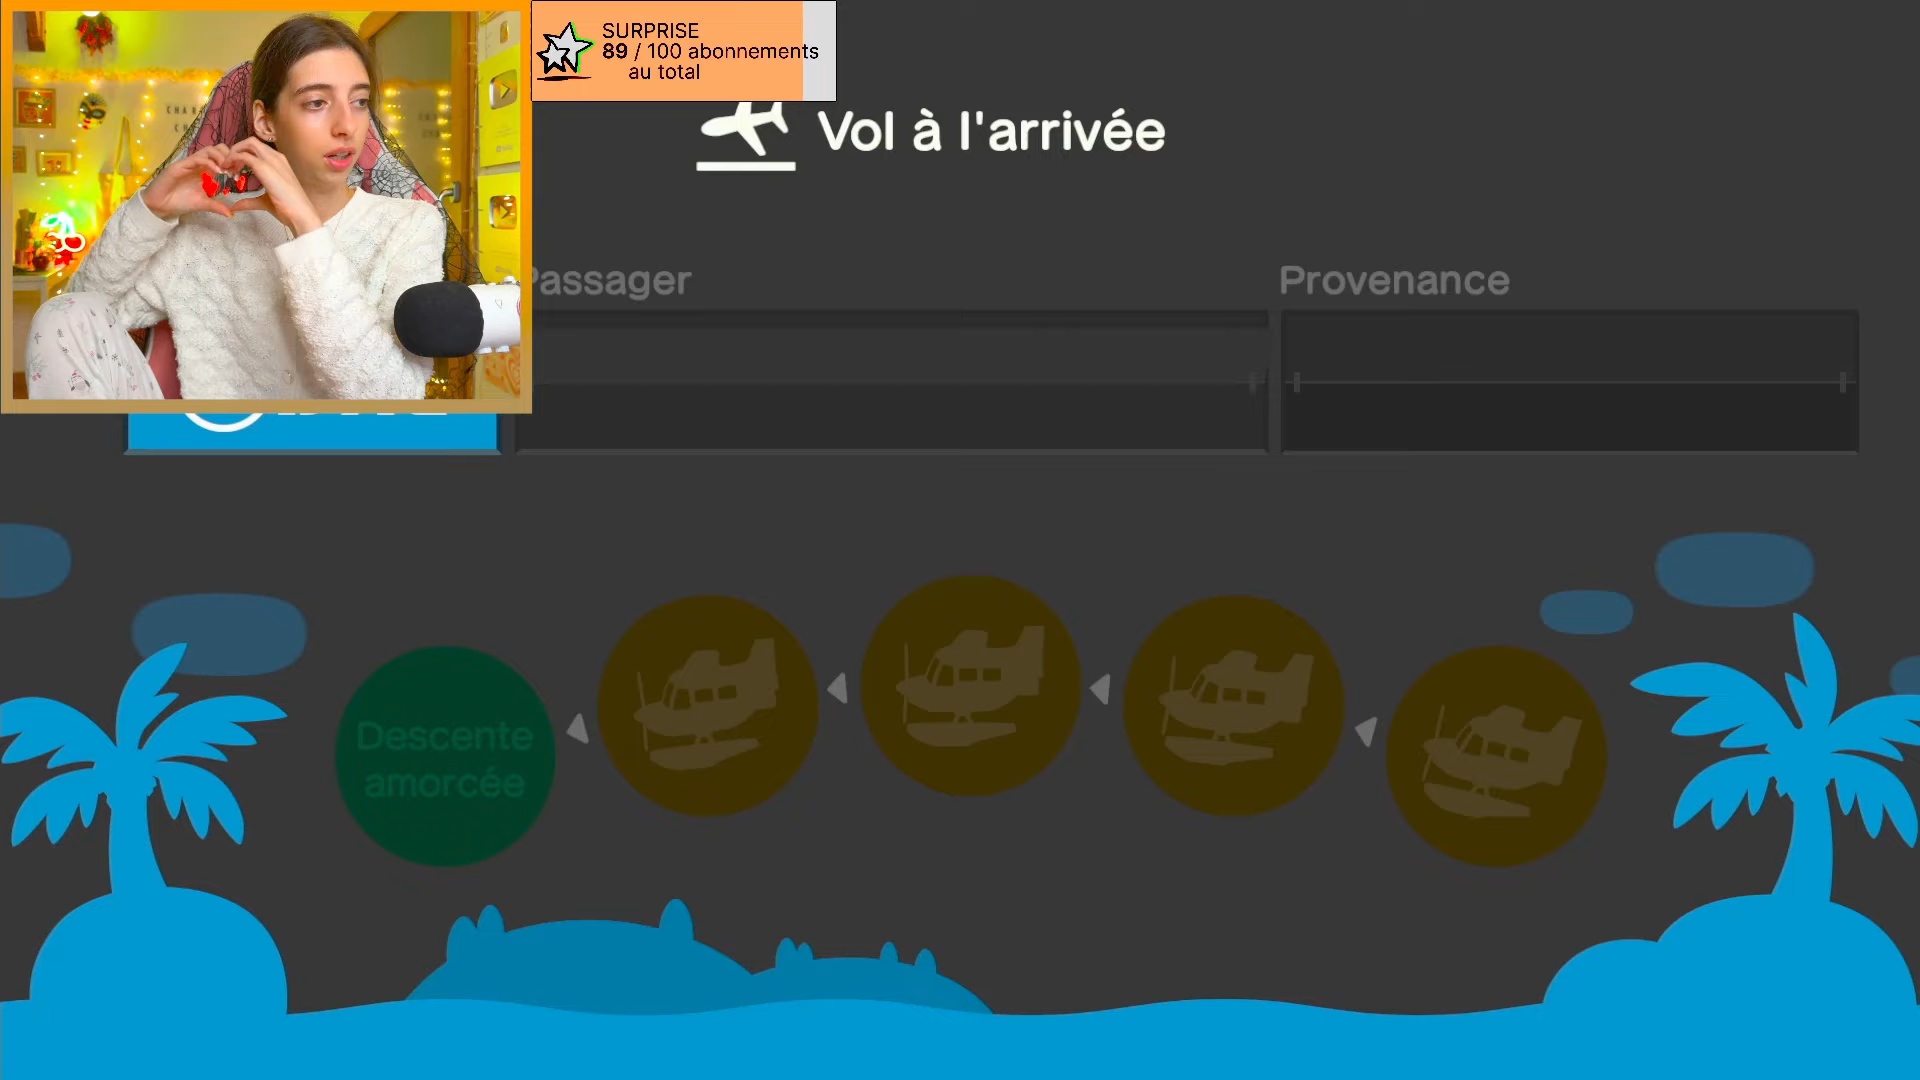 SURPRISE
89 / 100 abonnements
au total
Vol à l'arrivée
Passager
Provenance
Descente
amorcée